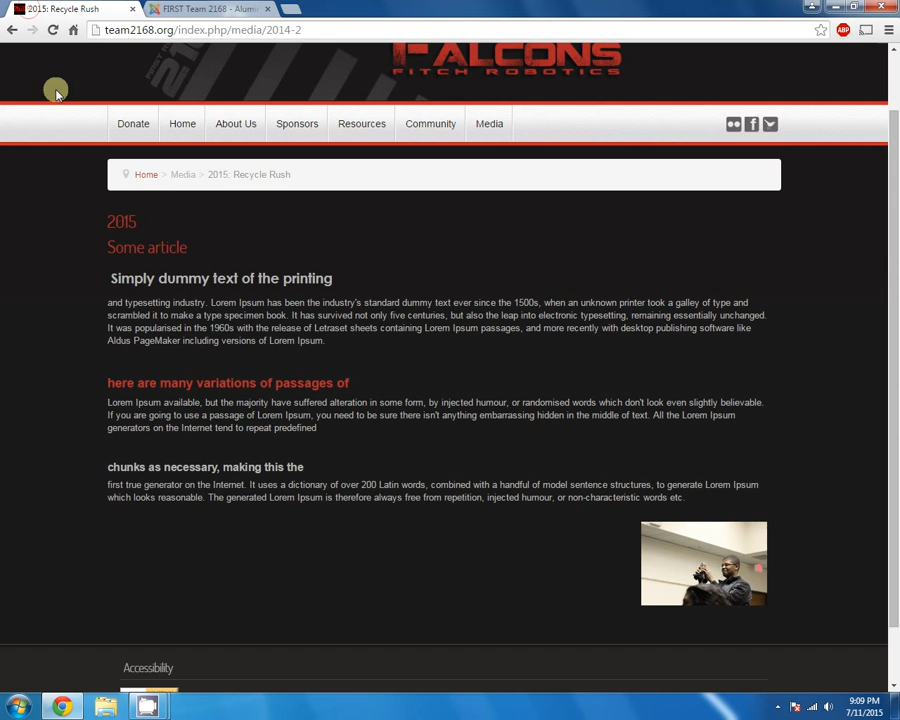 2015: Recycle Rush
FIRST Team 2168 - Alum
team2168.org/index.php/media/2014-2
ABP
FALCONS
FITCH ROBOTICS
Donate
Home
About Us
Sponsors
Resources
Community
Media
Home > Media > 2015: Recycle Rush
2015
Some article
Simply dummy text of the printing
and typesetting industry. Lorem Ipsum has been the industry's standard dummy text ever since the 1500s, when an unknown printer took a galley of type and
scrambled it to make a type specimen book. It has survived not only five centuries, but also the leap into electronic typesetting, remaining essentially unchanged.
It was popularised in the 1960s with the release of Letraset sheets containing Lorem Ipsum passages, and more recently with desktop publishing software like
Aldus PageMaker including versions of Lorem Ipsum.
here are many variations of passages of
Lorem Ipsum available, but the majority have suffered alteration in some form, by injected humour, or randomised words which don't look even slightly believable.
If you are going to use a passage of Lorem Ipsum, you need to be sure there isn't anything embarrassing hidden in the middle of text. All the Lorem Ipsum
generators on the Internet tend to repeat predefined
chunks as necessary, making this the
first true generator on the Internet. It uses a dictionary of over 200 Latin words, combined with a handful of model sentence structures, to generate Lorem Ipsum
which looks reasonable. The generated Lorem Ipsum is therefore always free from repetition, injected humour, or non-characteristic words etc.
Accessibility
9:09 PM
7/11/2015